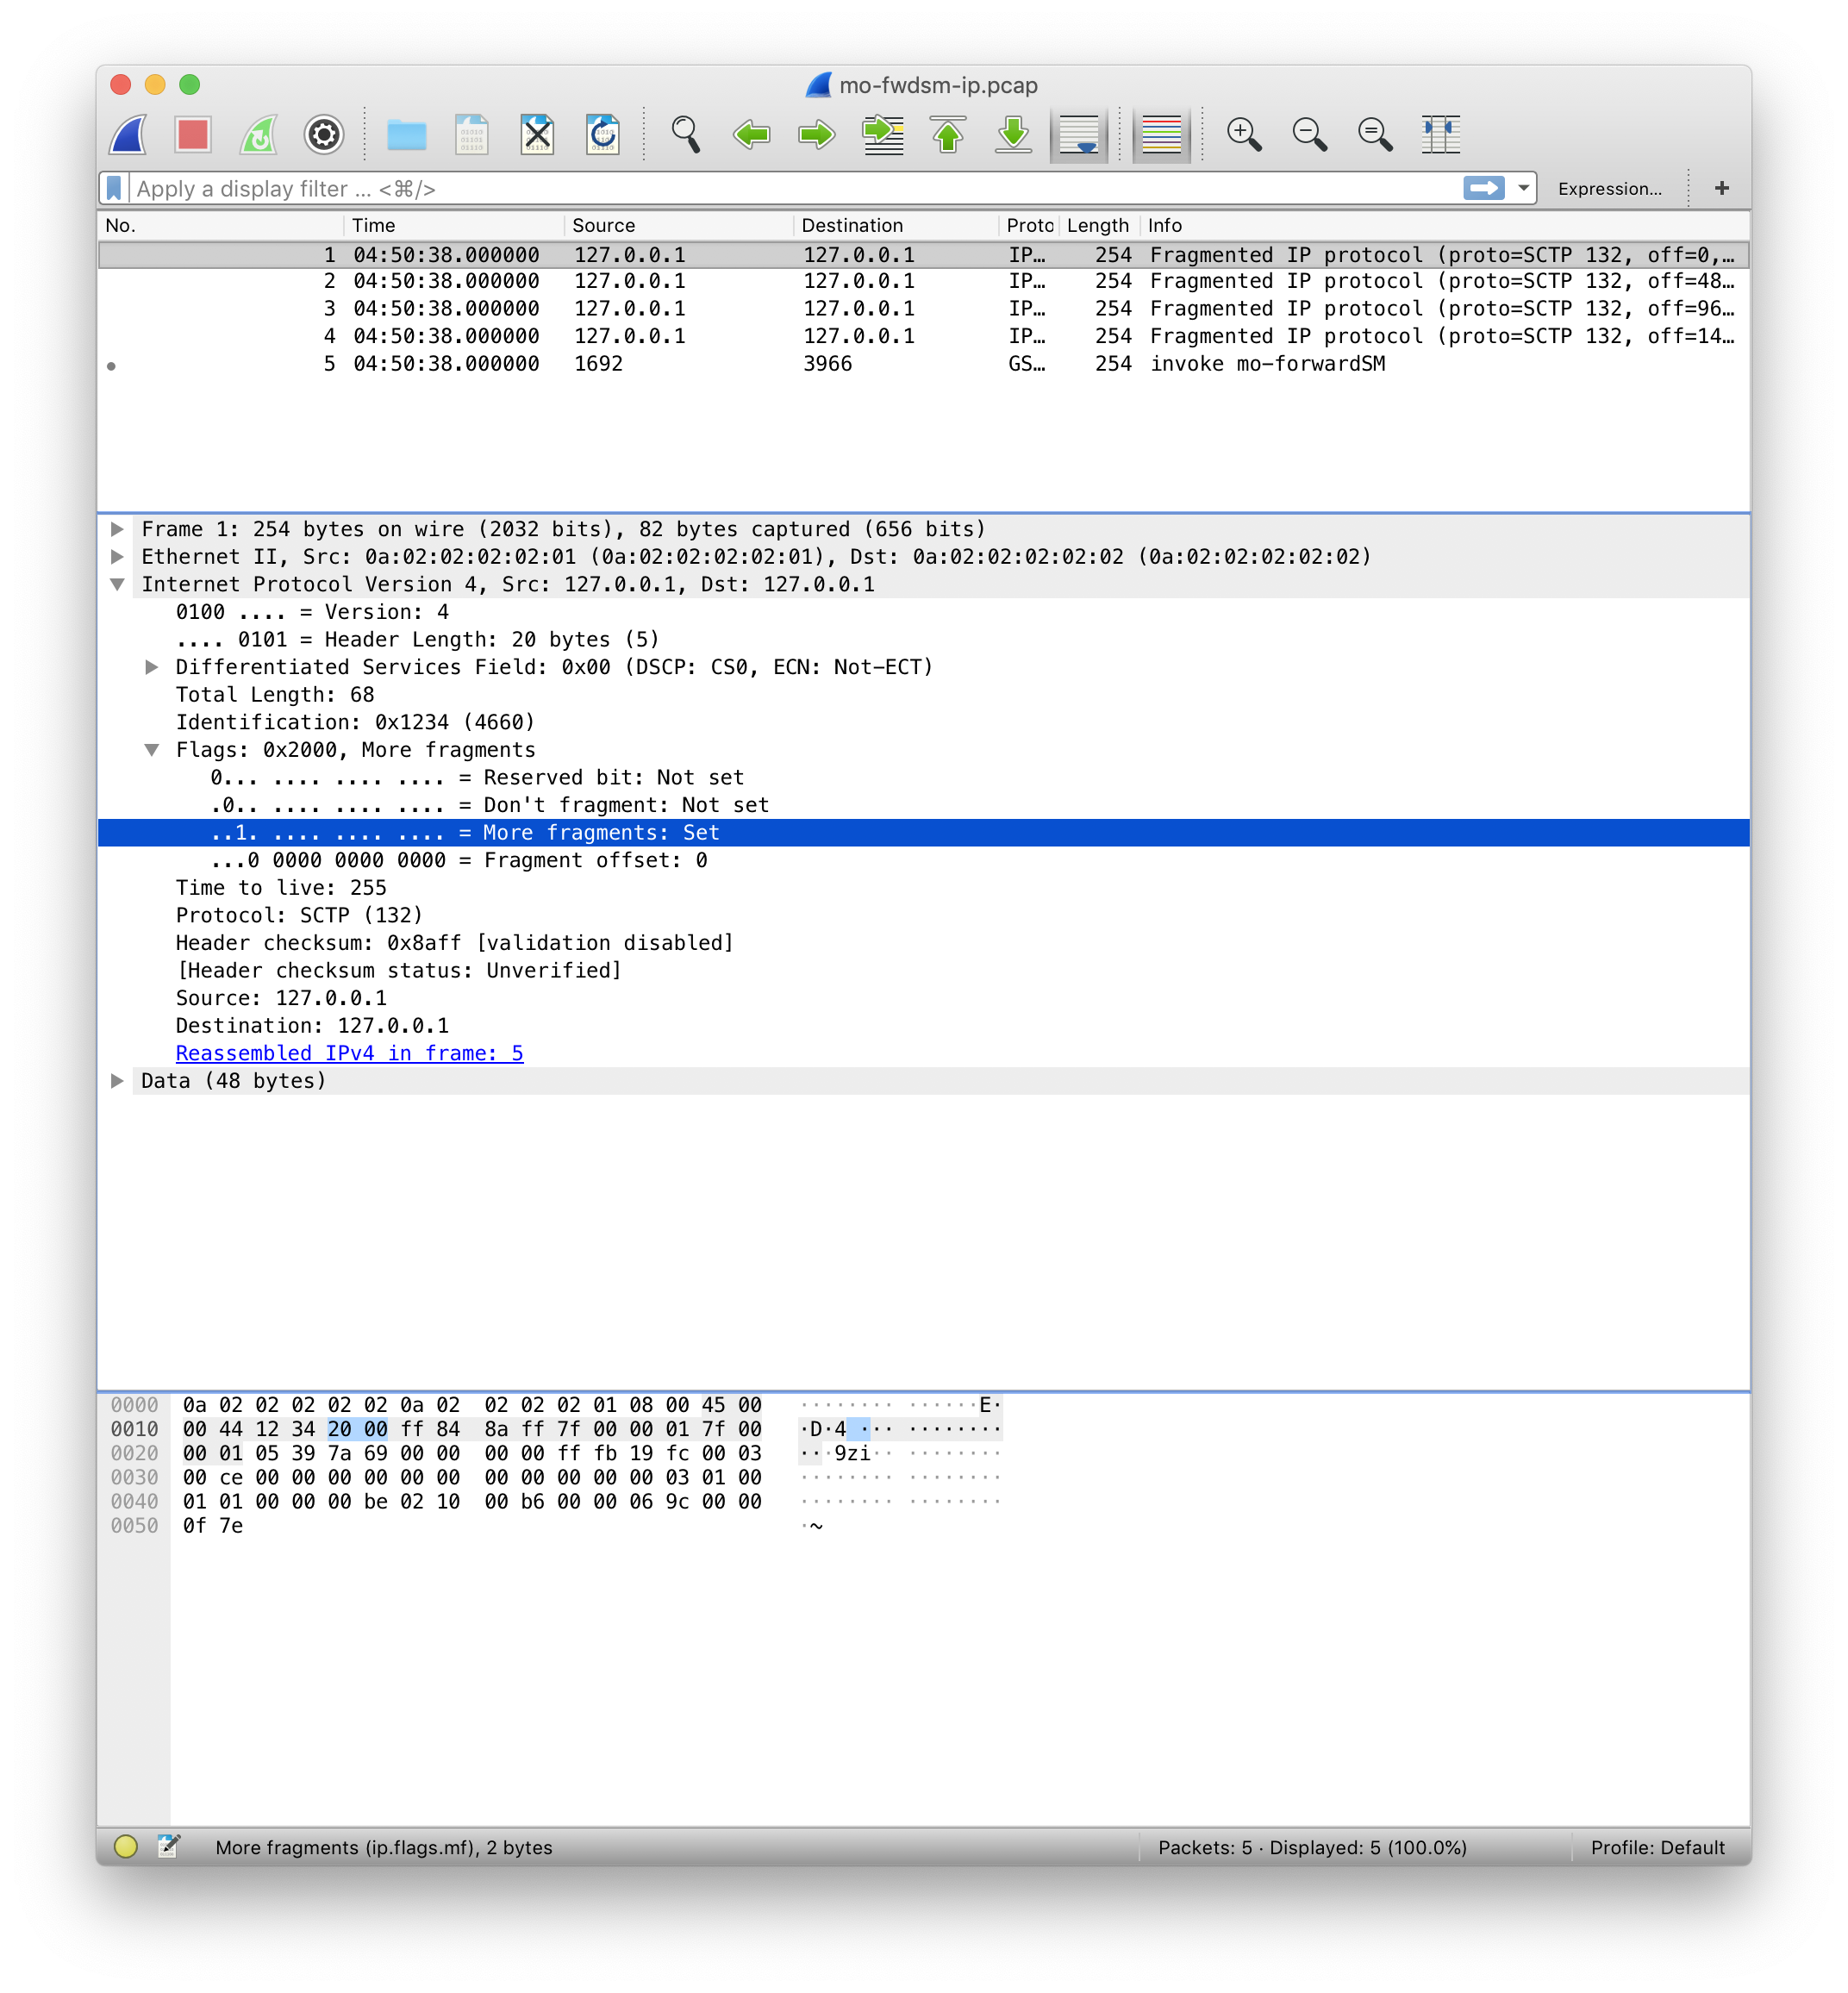 mo-fwdsm-ip.pcap
Apply a display filter ... <⌘/> Expression... +
No. Time Source Destination Protc Length Info
1 04:50:38.000000 127.0.0.1 127.0.0.1 IP… 254 Fragmented IP protocol (proto=SCTP 132, off=0,…
2 04:50:38.000000 127.0.0.1 127.0.0.1 IP… 254 Fragmented IP protocol (proto=SCTP 132, off=48…
3 04:50:38.000000 127.0.0.1 127.0.0.1 IP… 254 Fragmented IP protocol (proto=SCTP 132, off=96…
4 04:50:38.000000 127.0.0.1 127.0.0.1 IP… 254 Fragmented IP protocol (proto=SCTP 132, off=14…
5 04:50:38.000000 1692 3966 GS… 254 invoke mo-forwardSM
Frame 1: 254 bytes on wire (2032 bits), 82 bytes captured (656 bits)
Ethernet II, Src: 0a:02:02:02:02:01 (0a:02:02:02:02:01), Dst: 0a:02:02:02:02:02 (0a:02:02:02:02:02)
Internet Protocol Version 4, Src: 127.0.0.1, Dst: 127.0.0.1
0100 .... = Version: 4
.... 0101 = Header Length: 20 bytes (5)
Differentiated Services Field: 0x00 (DSCP: CS0, ECN: Not-ECT)
Total Length: 68
Identification: 0x1234 (4660)
Flags: 0x2000, More fragments
0... .... .... .... = Reserved bit: Not set
.0.. .... .... .... = Don't fragment: Not set
..1. .... .... .... = More fragments: Set
...0 0000 0000 0000 = Fragment offset: 0
Time to live: 255
Protocol: SCTP (132)
Header checksum: 0x8aff [validation disabled]
[Header checksum status: Unverified]
Source: 127.0.0.1
Destination: 127.0.0.1
Reassembled IPv4 in frame: 5
Data (48 bytes)
0000 0a 02 02 02 02 02 0a 02 02 02 02 01 08 00 45 00 ········ ······E·
0010 00 44 12 34 20 00 ff 84 8a ff 7f 00 00 01 7f 00 ·D·4 ··· ········
0020 00 01 05 39 7a 69 00 00 00 00 ff fb 19 fc 00 03 ···9zi·· ········
0030 00 ce 00 00 00 00 00 00 00 00 00 00 00 03 01 00 ········ ········
0040 01 01 00 00 00 be 02 10 00 b6 00 00 06 9c 00 00 ········ ········
0050 0f 7e ·~
More fragments (ip.flags.mf), 2 bytes Packets: 5 · Displayed: 5 (100.0%) Profile: Default